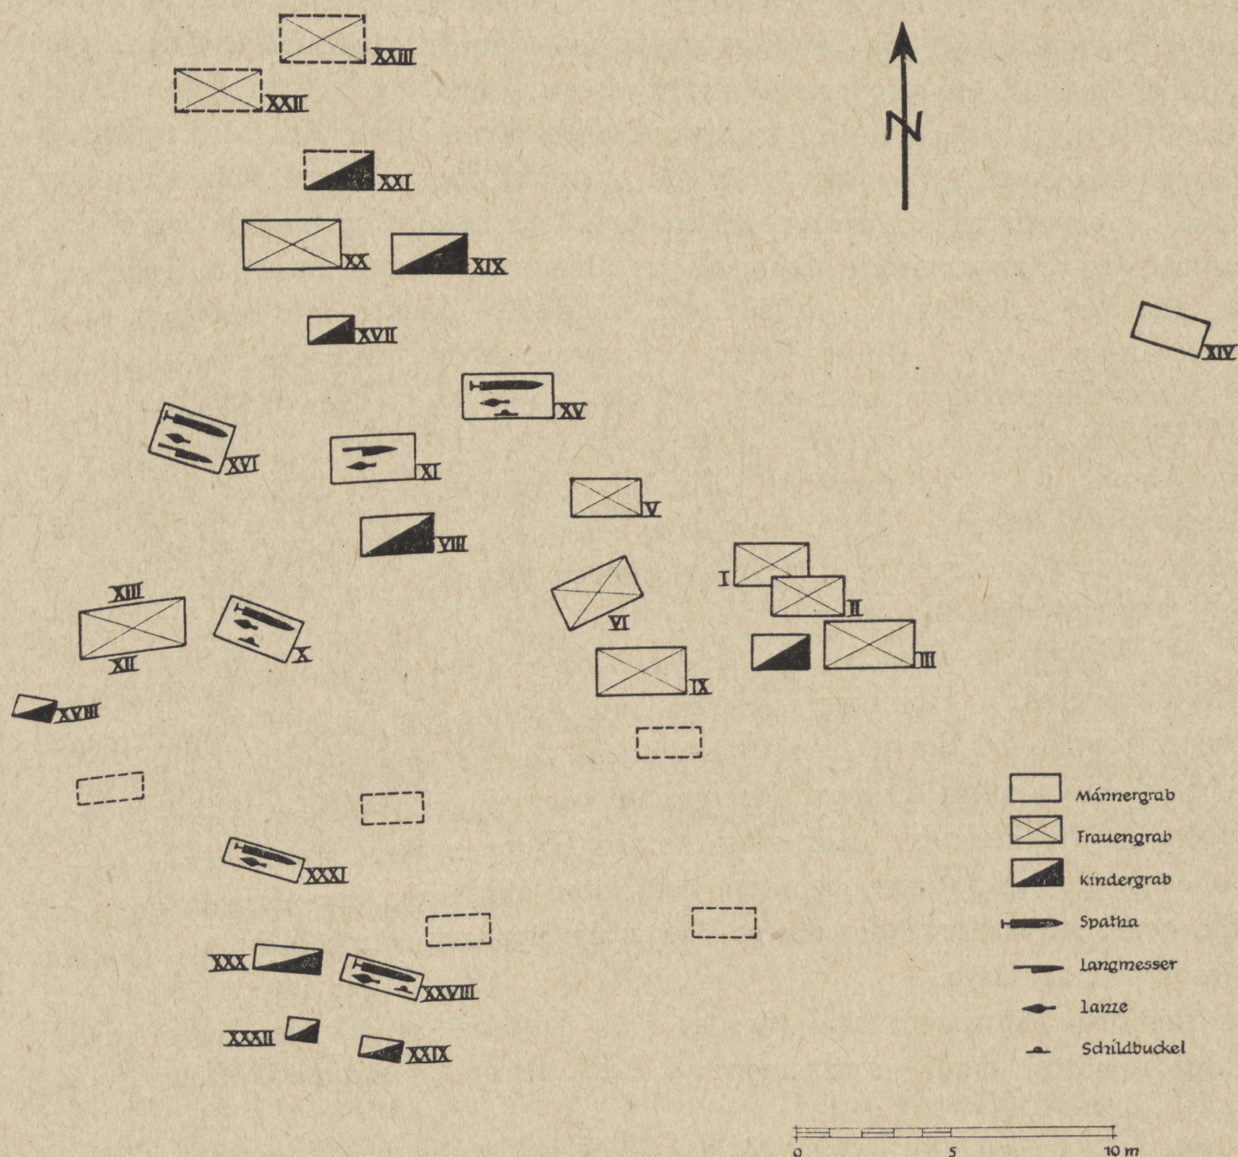 XXIII
XXII
XXI
XX
XIX
XVII
XIV
XV
XVI
XI
V
VIII
I
XIII
II
VI
XII
X
III
IX
XVIII
XXXI
XXX
XXVIII
XXXII
XXIX
N
Männergrab
Frauengrab
Kindergrab
Spatha
Langmesser
Lanze
Schildbuckel
0 5 10 m